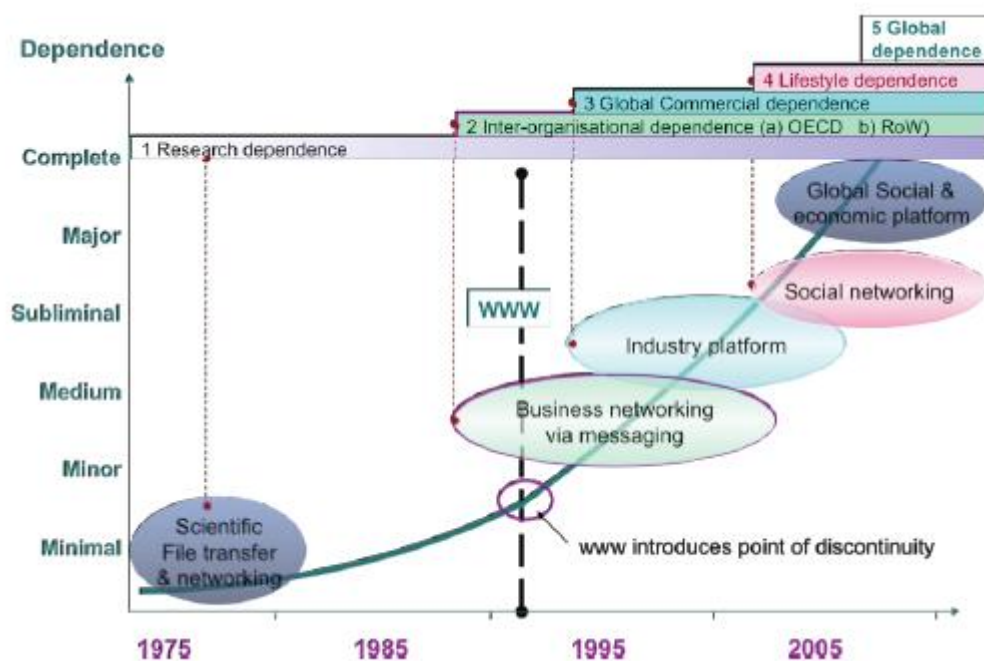 5 Global
dependence
Dependence
4 Lifestyle dependence
3 Global Commercial dependence
2 Inter-organisational dependence (a) OECD b) RoW)
1 Research dependence
Complete
Global Social &
economic platform
Major
Social networking
Subliminal
WWW
Industry platform
Medium
Business networking
via messaging
Minor
Scientific
File transfer
& networking
Minimal
www introduces point of discontinuity
1975 1985 1995 2005